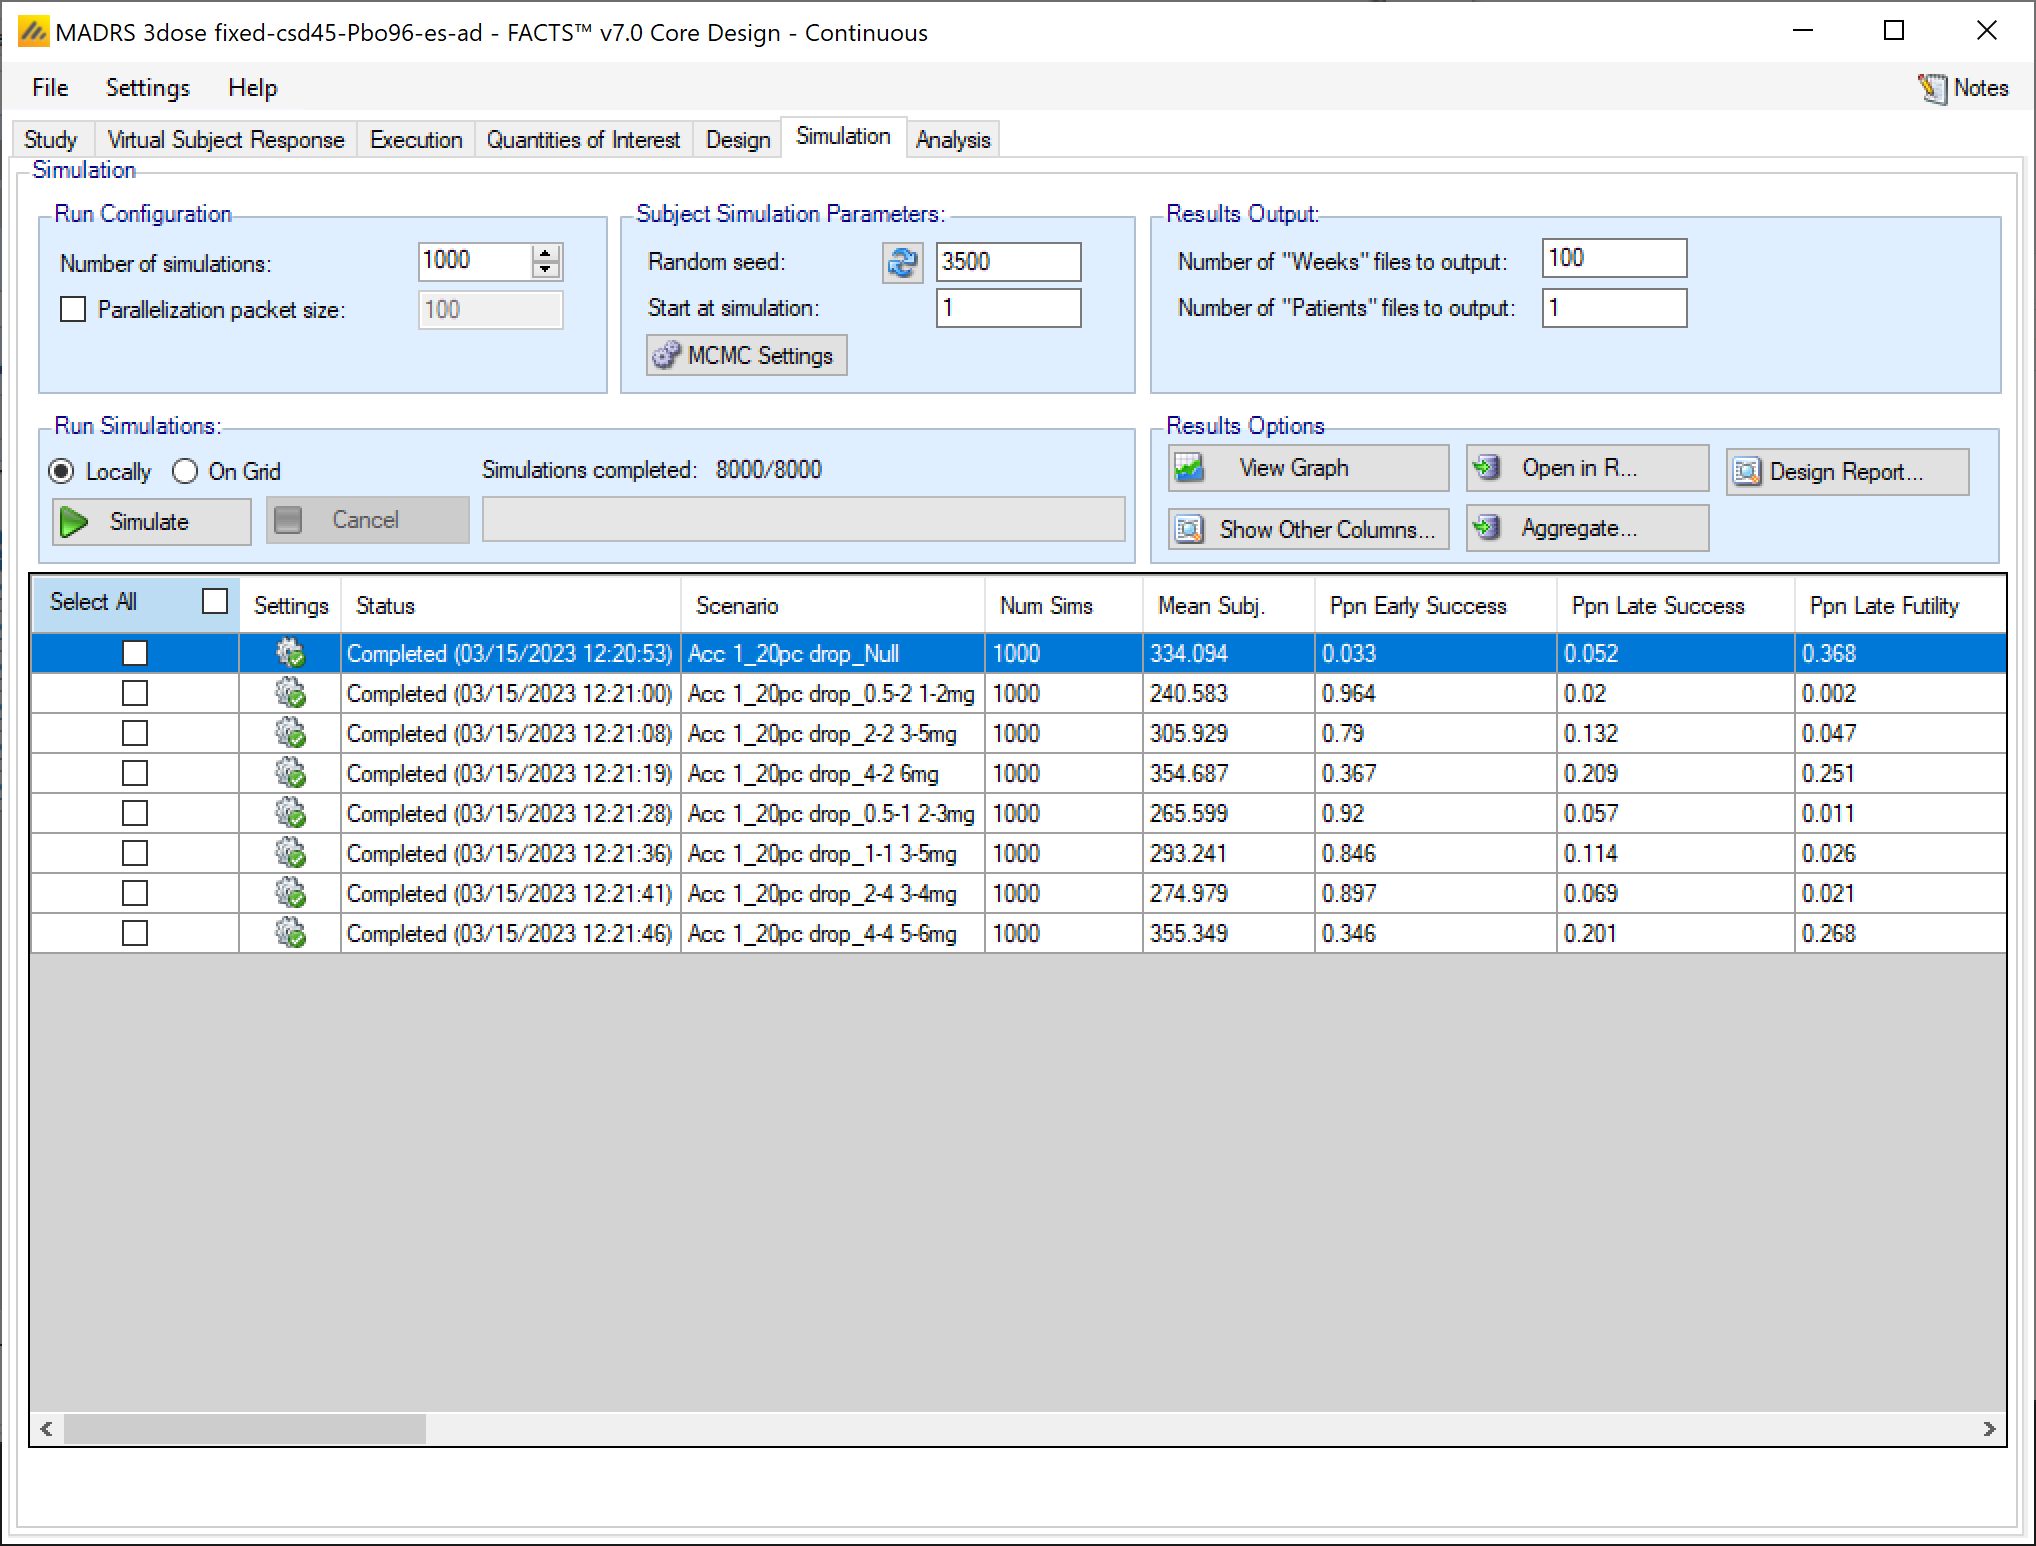 MADRS 3dose fixed-csd45-Pbo96-es-ad - FACTS™ v7.0 Core Design - Continuous
File Settings Help Notes
Study Virtual Subject Response Execution Quantities of Interest Design Simulation Analysis
Simulation
Run Configuration
Number of simulations: 1000
Parallelization packet size: 100
Subject Simulation Parameters:
Random seed: 3500
Start at simulation: 1
MCMC Settings
Results Output:
Number of "Weeks" files to output: 100
Number of "Patients" files to output: 1
Run Simulations:
Locally On Grid Simulations completed: 8000/8000
Simulate Cancel
Results Options
View Graph Open in R... Design Report...
Show Other Columns... Aggregate...
Select All Settings Status Scenario Num Sims Mean Subj. Ppn Early Success Ppn Late Success Ppn Late Futility
Completed (03/15/2023 12:20:53) Acc 1_20pc drop_Null 1000 334.094 0.033 0.052 0.368
Completed (03/15/2023 12:21:00) Acc 1_20pc drop_0.5-2 1-2mg 1000 240.583 0.964 0.02 0.002
Completed (03/15/2023 12:21:08) Acc 1_20pc drop_2-2 3-5mg 1000 305.929 0.79 0.132 0.047
Completed (03/15/2023 12:21:19) Acc 1_20pc drop_4-2 6mg 1000 354.687 0.367 0.209 0.251
Completed (03/15/2023 12:21:28) Acc 1_20pc drop_0.5-1 2-3mg 1000 265.599 0.92 0.057 0.011
Completed (03/15/2023 12:21:36) Acc 1_20pc drop_1-1 3-5mg 1000 293.241 0.846 0.114 0.026
Completed (03/15/2023 12:21:41) Acc 1_20pc drop_2-4 3-4mg 1000 274.979 0.897 0.069 0.021
Completed (03/15/2023 12:21:46) Acc 1_20pc drop_4-4 5-6mg 1000 355.349 0.346 0.201 0.268